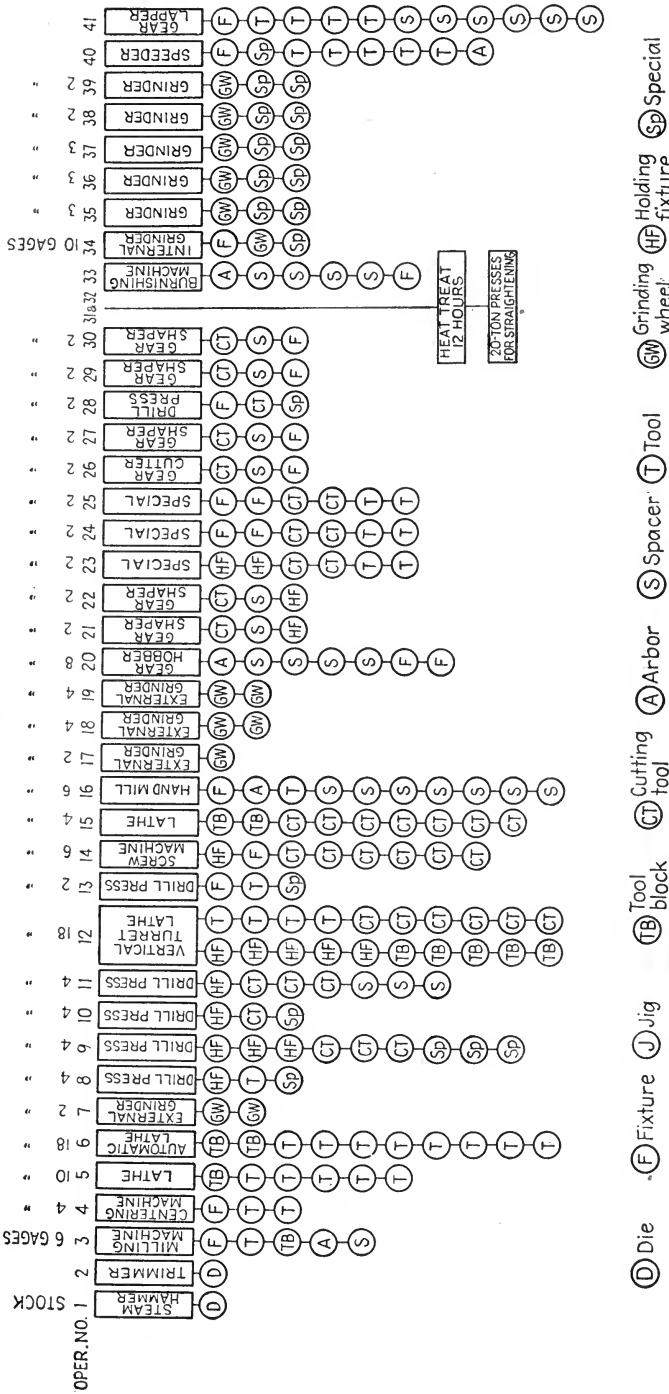 OPER. NO. 1 STOCK STEAM HAMMER D
2 TRIMMER D
3 6 GAGES MILLING MACHINE F T TB A S
4 4 " CENTERING MACHINE F T T
5 10 " LATHE TB T T T T T
6 18 " AUTOMATIC LATHE TB TB T T T T T T T T
7 2 " EXTERNAL GRINDER GW GW
8 4 " DRILL PRESS HF T Sp
9 4 " DRILL PRESS HF HF HF CT CT CT Sp Sp Sp
10 4 " DRILL PRESS HF CT Sp
11 4 " DRILL PRESS HF CT CT CT S S S
12 18 " VERTICAL TURRET LATHE
T T T T CT CT CT CT CT CT
HF HF HF HF HF TB TB TB TB TB
13 2 " DRILL PRESS F T Sp
14 6 " SCREW MACHINE HF F CT CT CT CT CT CT
15 4 " LATHE TB TB CT CT CT CT CT CT CT
16 6 " HAND MILL F A T S S S S S S S
17 2 " EXTERNAL GRINDER GW
18 4 " EXTERNAL GRINDER GW GW
19 4 " EXTERNAL GRINDER GW GW
20 8 " GEAR HOBBER A S S S S F F
21 2 " GEAR SHAPER CT S HF
22 2 " GEAR SHAPER CT S HF
23 2 " SPECIAL HF HF CT CT T T
24 2 " SPECIAL F F CT CT T T
25 2 " SPECIAL F F CT CT T T
26 2 " GEAR CUTTER CT S F
27 2 " GEAR SHAPER CT S F
28 2 " DRILL PRESS F CT Sp
29 2 " GEAR SHAPER CT S F
30 2 " GEAR SHAPER CT S F
31&32 HEAT TREAT 12 HOURS
20-TON PRESSES FOR STRAIGHTENING
33 BURNISHING MACHINE A S S S S F
34 10 GAGES INTERNAL GRINDER F GW Sp
35 3 " GRINDER GW Sp Sp
36 3 " GRINDER GW Sp Sp
37 3 " GRINDER GW Sp Sp
38 2 " GRINDER GW Sp Sp
39 2 " GRINDER GW Sp Sp
40 SPEEDER F Sp T T T T T A
41 GEAR LAPPER F T T T T S S S S S S
D Die F Fixture J Jig TB Tool block CT Cutting tool A Arbor S Spacer T Tool GW Grinding wheel HF Holding fixture Sp Special